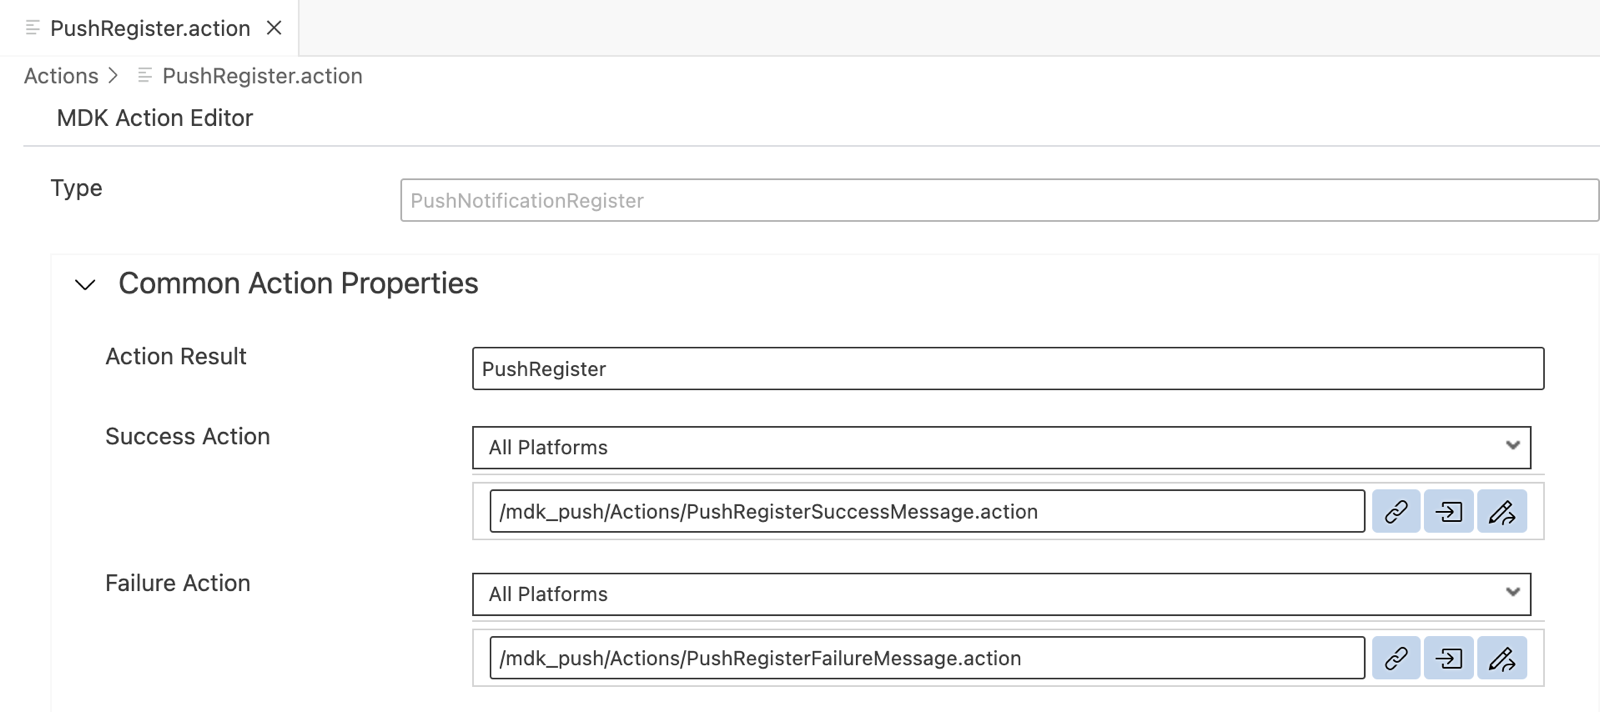 PushRegister.action
Actions > PushRegister.action
MDK Action Editor
Type
PushNotificationRegister
Common Action Properties
Action Result
PushRegister
Success Action
All Platforms
/mdk_push/Actions/PushRegisterSuccessMessage.action
Failure Action
All Platforms
/mdk_push/Actions/PushRegisterFailureMessage.action